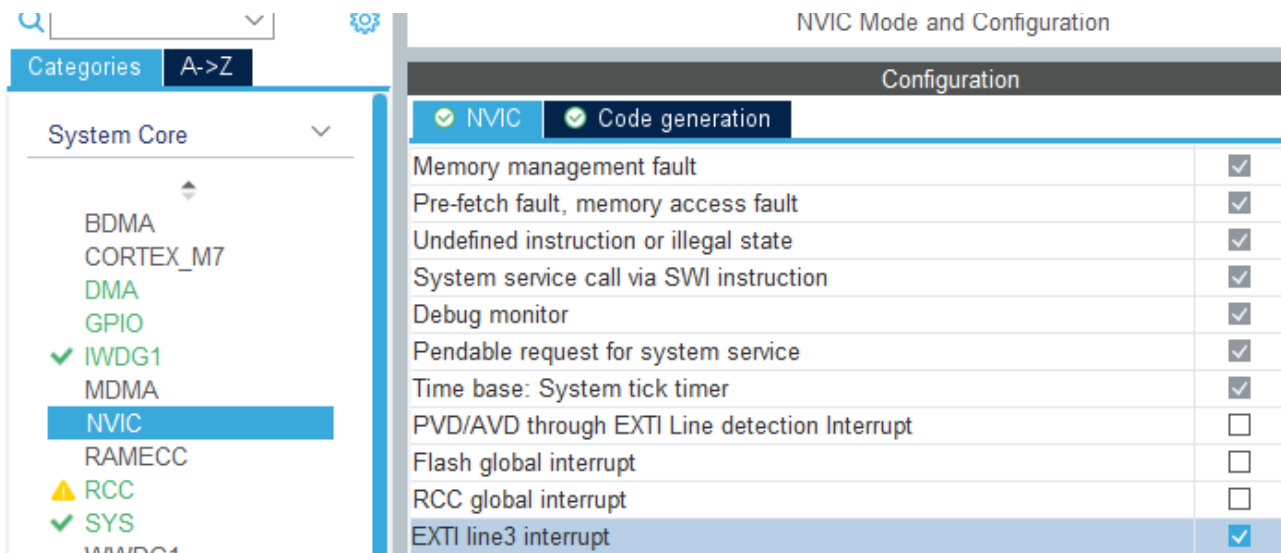 NVIC Mode and Configuration
Categories A->Z
Configuration
NVIC Code generation
System Core
BDMA
CORTEX_M7
DMA
GPIO
IWDG1
MDMA
NVIC
RAMECC
RCC
SYS
WWDG1
Memory management fault
Pre-fetch fault, memory access fault
Undefined instruction or illegal state
System service call via SWI instruction
Debug monitor
Pendable request for system service
Time base: System tick timer
PVD/AVD through EXTI Line detection Interrupt
Flash global interrupt
RCC global interrupt
EXTI line3 interrupt